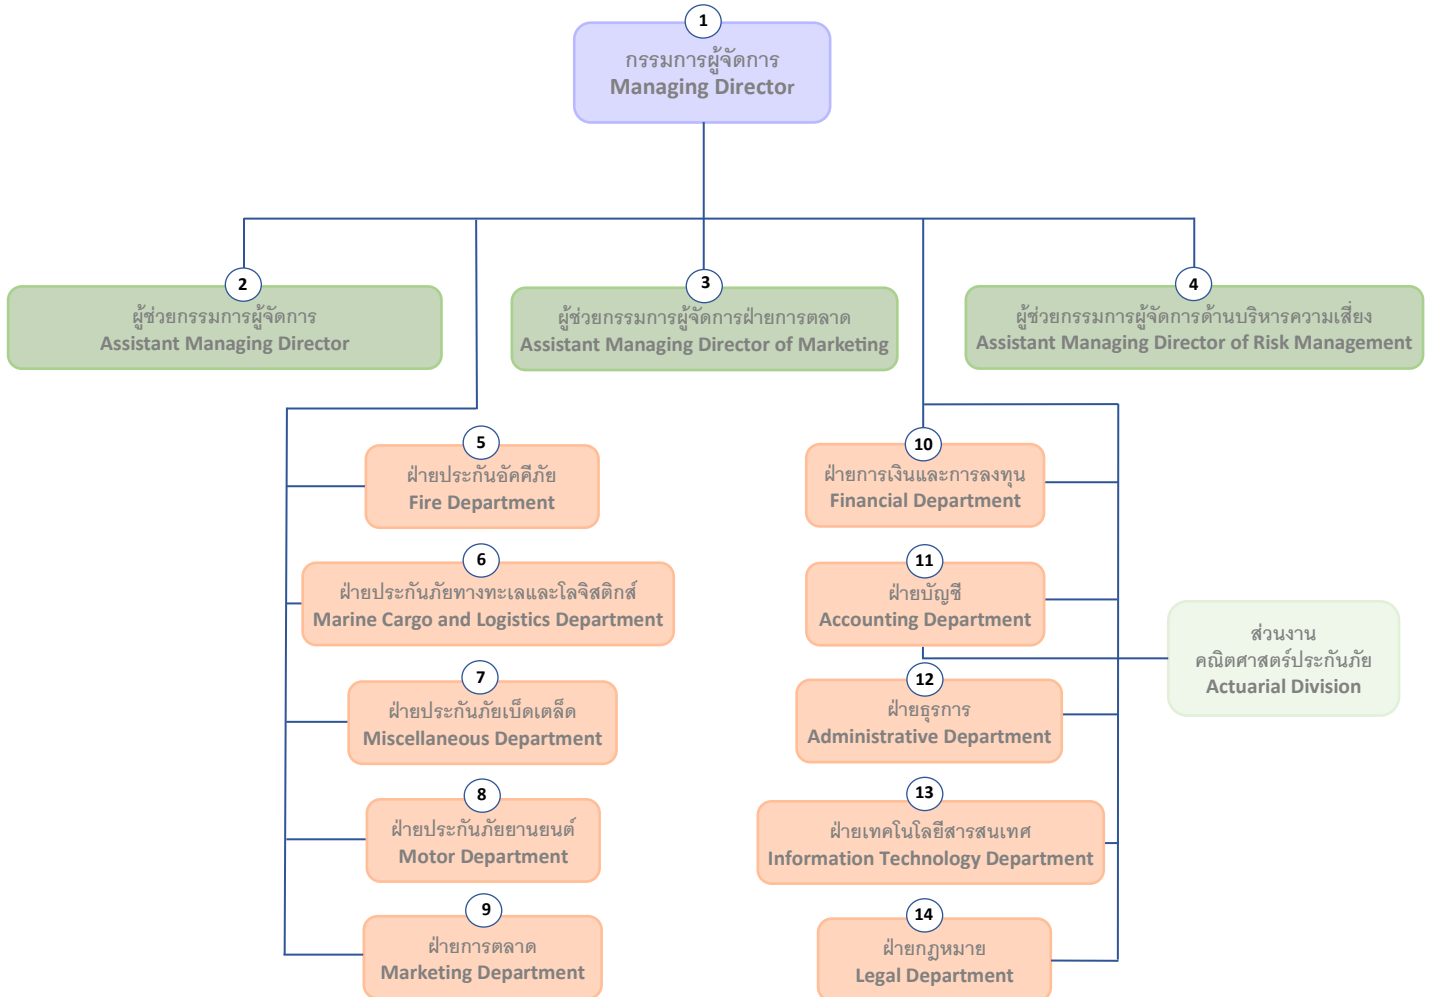 1
กรรมการผู้จัดการ
Managing Director
2
ผู้ช่วยกรรมการผู้จัดการ
Assistant Managing Director
3
ผู้ช่วยกรรมการผู้จัดการฝ่ายการตลาด
Assistant Managing Director of Marketing
4
ผู้ช่วยกรรมการผู้จัดการด้านบริหารความเสี่ยง
Assistant Managing Director of Risk Management
5
ฝ่ายประกันอัคคีภัย
Fire Department
6
ฝ่ายประกันภัยทางทะเลและโลจิสติกส์
Marine Cargo and Logistics Department
7
ฝ่ายประกันภัยเบ็ดเตล็ด
Miscellaneous Department
8
ฝ่ายประกันภัยยานยนต์
Motor Department
9
ฝ่ายการตลาด
Marketing Department
10
ฝ่ายการเงินและการลงทุน
Financial Department
11
ฝ่ายบัญชี
Accounting Department
ส่วนงาน
คณิตศาสตร์ประกันภัย
Actuarial Division
12
ฝ่ายธุรการ
Administrative Department
13
ฝ่ายเทคโนโลยีสารสนเทศ
Information Technology Department
14
ฝ่ายกฎหมาย
Legal Department